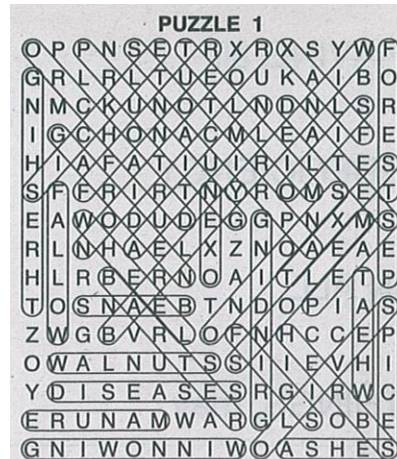 PUZZLE 1
O P P N S E T R X R X S Y W F
G R L R L T U E O U K A I B O
N M C K U N O T L N D N L S R
I G C H O N A C M L E A I F E
H I A F A T I U I R I L T E S
S F F R I R T N Y R O M S E T
E A W O D U D E G G P N X M S
R L N H A E L X Z N O A E A E
H L R B E R N O A I T L E T P
T O S N A E B T N D O P I A S
Z W G B V R L O F N H C C E P
O W A L N U T S S I I E V H I
Y D I S E A S E S R G I R W C
E R U N A M W A R G L S O B E
G N I W O N N I W O A S H E S